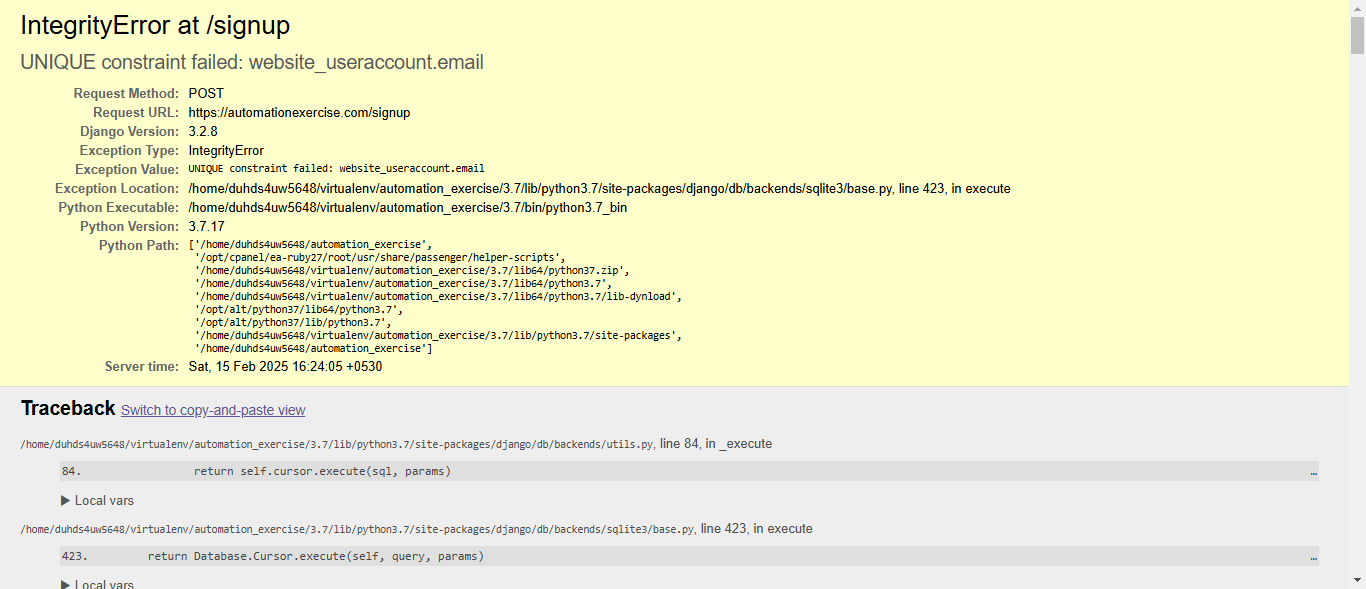 IntegrityError at /signup
UNIQUE constraint failed: website_useraccount.email
Request Method: POST
Request URL: https://automationexercise.com/signup
Django Version: 3.2.8
Exception Type: IntegrityError
Exception Value: UNIQUE constraint failed: website_useraccount.email
Exception Location: /home/duhds4uw5648/virtualenv/automation_exercise/3.7/lib/python3.7/site-packages/django/db/backends/sqlite3/base.py, line 423, in execute
Python Executable: /home/duhds4uw5648/virtualenv/automation_exercise/3.7/bin/python3.7_bin
Python Version: 3.7.17
Python Path: ['/home/duhds4uw5648/automation_exercise',
'/opt/cpanel/ea-ruby27/root/usr/share/passenger/helper-scripts',
'/home/duhds4uw5648/virtualenv/automation_exercise/3.7/lib64/python37.zip',
'/home/duhds4uw5648/virtualenv/automation_exercise/3.7/lib64/python3.7',
'/home/duhds4uw5648/virtualenv/automation_exercise/3.7/lib64/python3.7/lib-dynload',
'/opt/alt/python37/lib64/python3.7',
'/opt/alt/python37/lib/python3.7',
'/home/duhds4uw5648/virtualenv/automation_exercise/3.7/lib/python3.7/site-packages',
'/home/duhds4uw5648/automation_exercise']
Server time: Sat, 15 Feb 2025 16:24:05 +0530
Traceback Switch to copy-and-paste view
/home/duhds4uw5648/virtualenv/automation_exercise/3.7/lib/python3.7/site-packages/django/db/backends/utils.py, line 84, in _execute
84. return self.cursor.execute(sql, params) …
▶ Local vars
/home/duhds4uw5648/virtualenv/automation_exercise/3.7/lib/python3.7/site-packages/django/db/backends/sqlite3/base.py, line 423, in execute
423. return Database.Cursor.execute(self, query, params) …
▶ Local vars